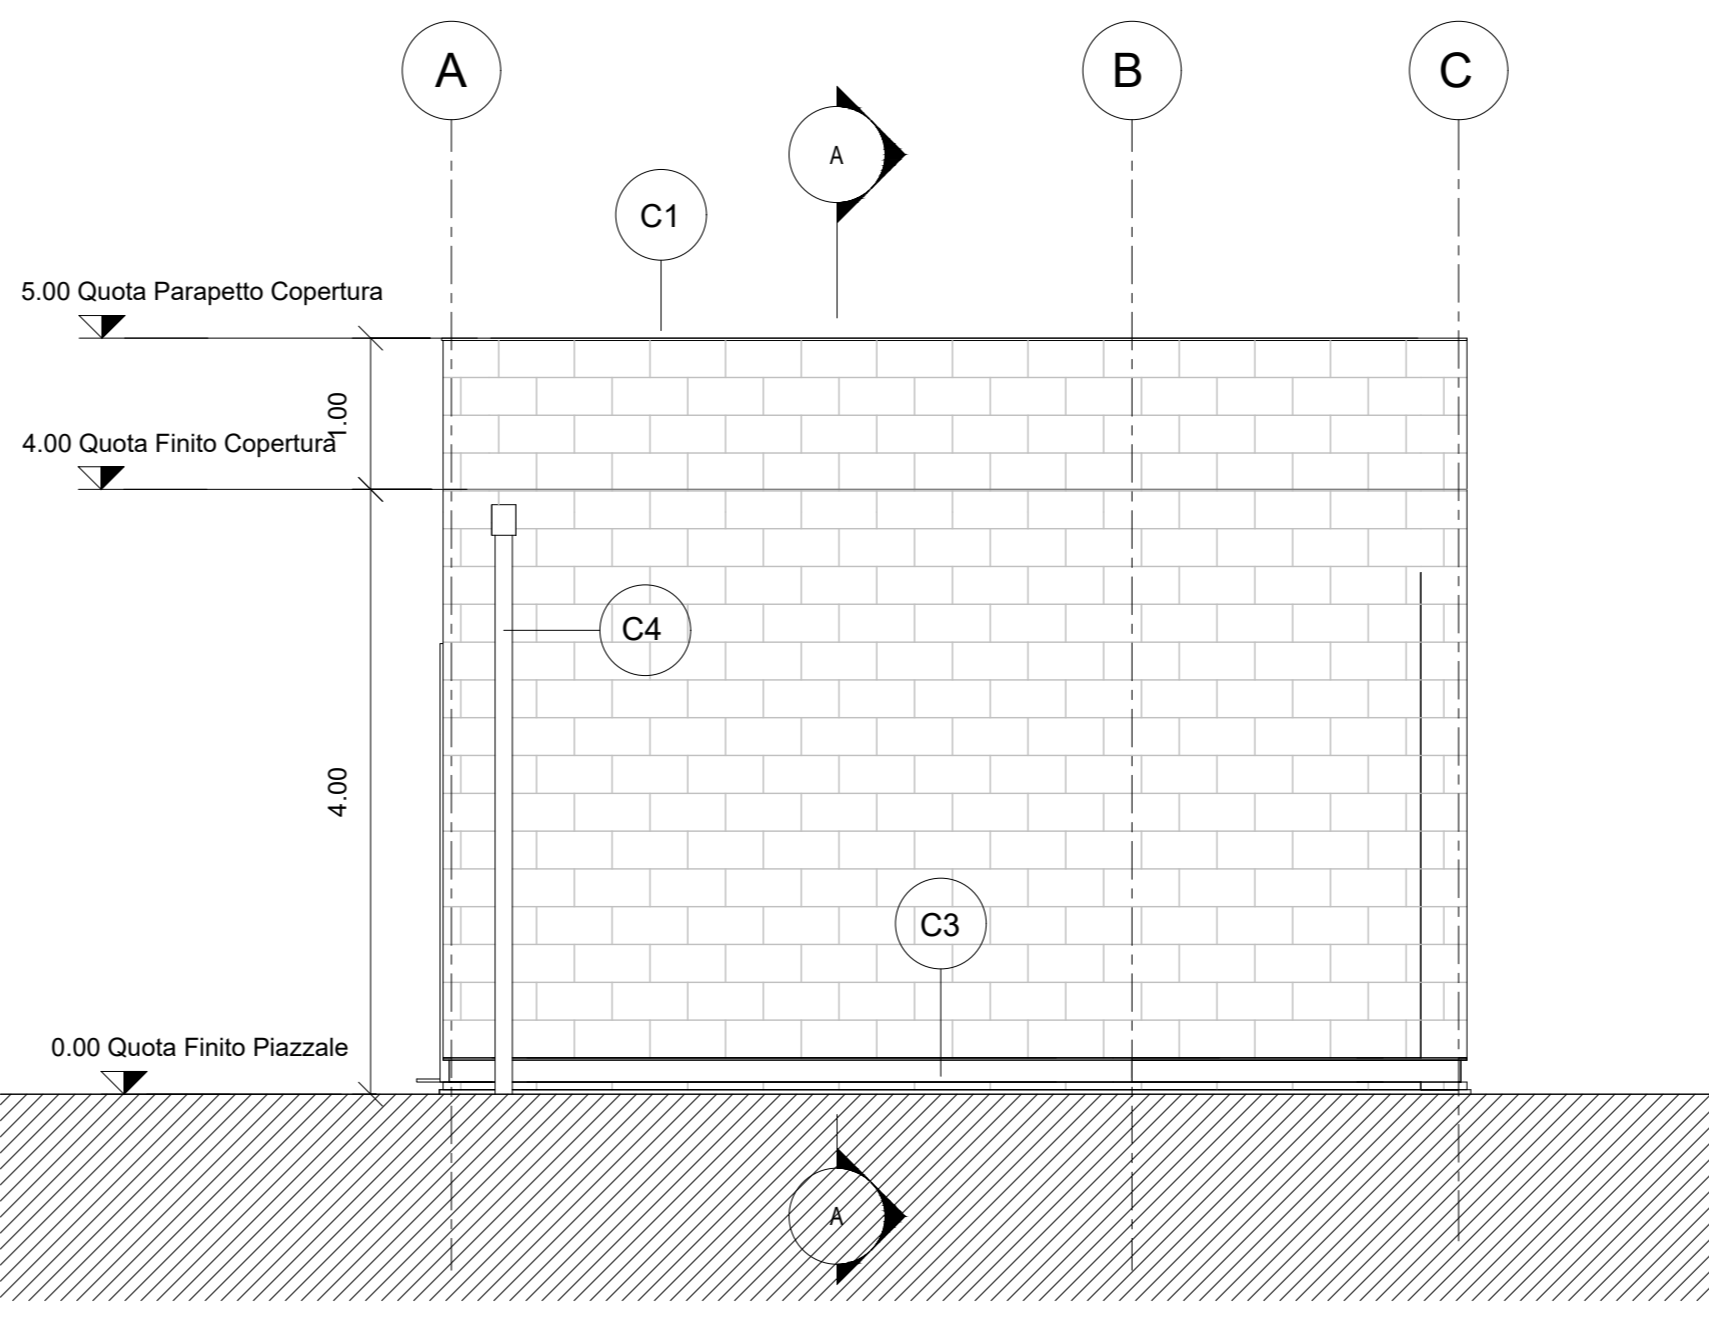 A
B
C
A
C1
5.00 Quota Parapetto Copertura
1.00
4.00 Quota Finito Copertura
C4
4.00
C3
0.00 Quota Finito Piazzale
A